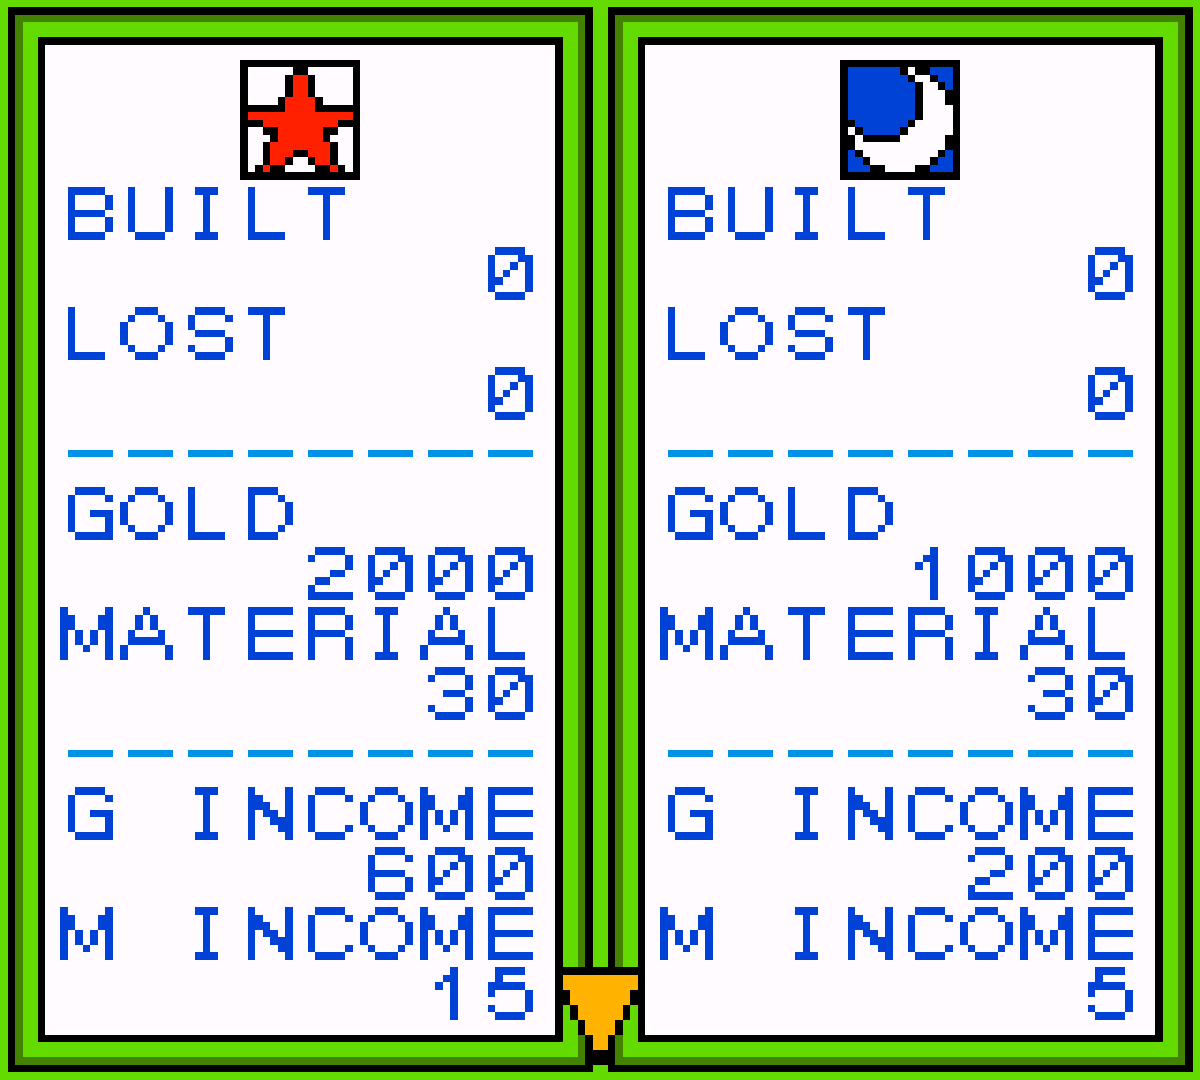 BUILT
0
LOST
0
GOLD
2000
MATERIAL
30
G INCOME
600
M INCOME
15
BUILT
0
LOST
0
GOLD
1000
MATERIAL
30
G INCOME
200
M INCOME
5